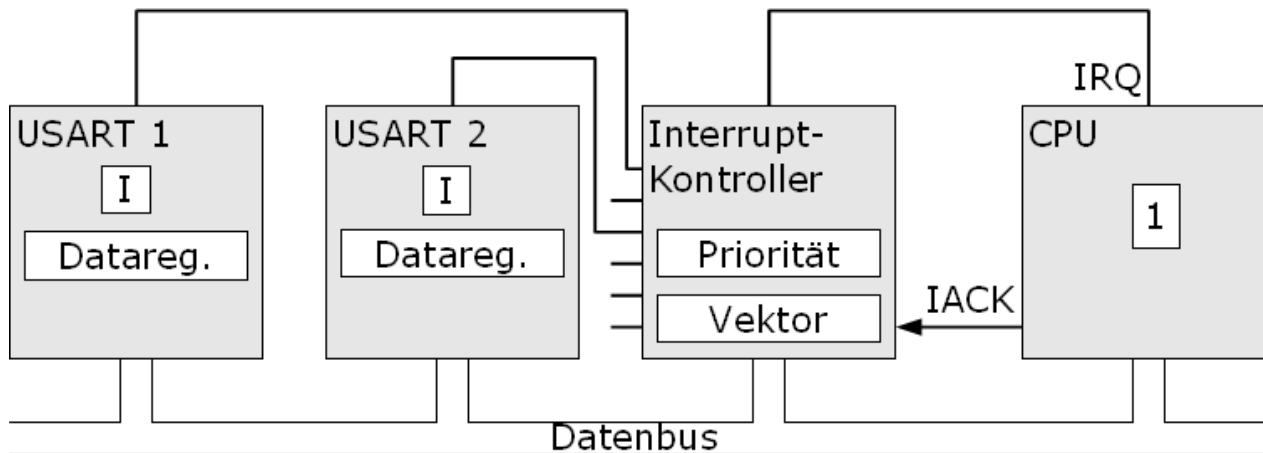 IRQ
USART 1
I
Datareg.
USART 2
I
Datareg.
Interrupt-
Kontroller
Priorität
Vektor
CPU
1
IACK
Datenbus